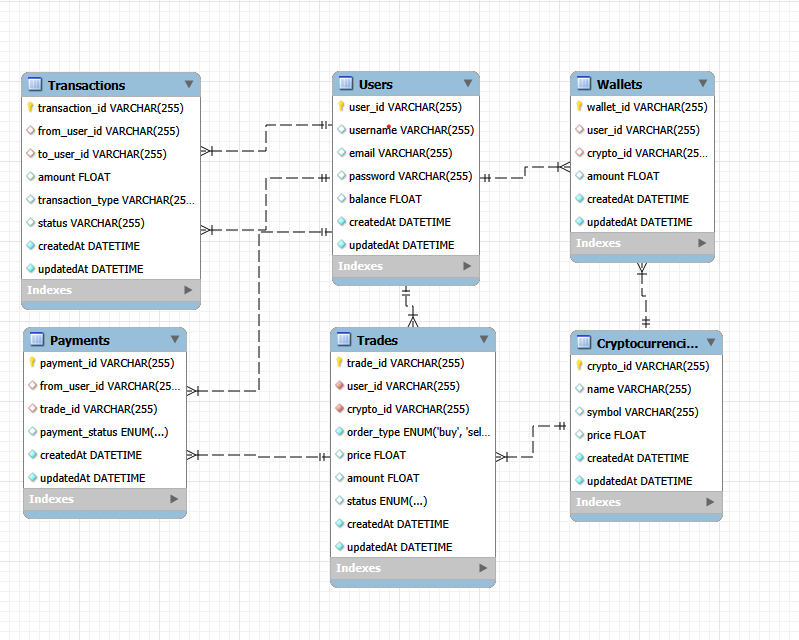 Transactions
transaction_id VARCHAR(255)
from_user_id VARCHAR(255)
to_user_id VARCHAR(255)
amount FLOAT
transaction_type VARCHAR(25...
status VARCHAR(255)
createdAt DATETIME
updatedAt DATETIME
Indexes
Users
user_id VARCHAR(255)
username VARCHAR(255)
email VARCHAR(255)
password VARCHAR(255)
balance FLOAT
createdAt DATETIME
updatedAt DATETIME
Indexes
Wallets
wallet_id VARCHAR(255)
user_id VARCHAR(255)
crypto_id VARCHAR(25...
amount FLOAT
createdAt DATETIME
updatedAt DATETIME
Indexes
Payments
payment_id VARCHAR(255)
from_user_id VARCHAR(25...
trade_id VARCHAR(255)
payment_status ENUM(...)
createdAt DATETIME
updatedAt DATETIME
Indexes
Trades
trade_id VARCHAR(255)
user_id VARCHAR(255)
crypto_id VARCHAR(255)
order_type ENUM('buy', 'sel...
price FLOAT
amount FLOAT
status ENUM(...)
createdAt DATETIME
updatedAt DATETIME
Indexes
Cryptocurrenci...
crypto_id VARCHAR(255)
name VARCHAR(255)
symbol VARCHAR(255)
price FLOAT
createdAt DATETIME
updatedAt DATETIME
Indexes